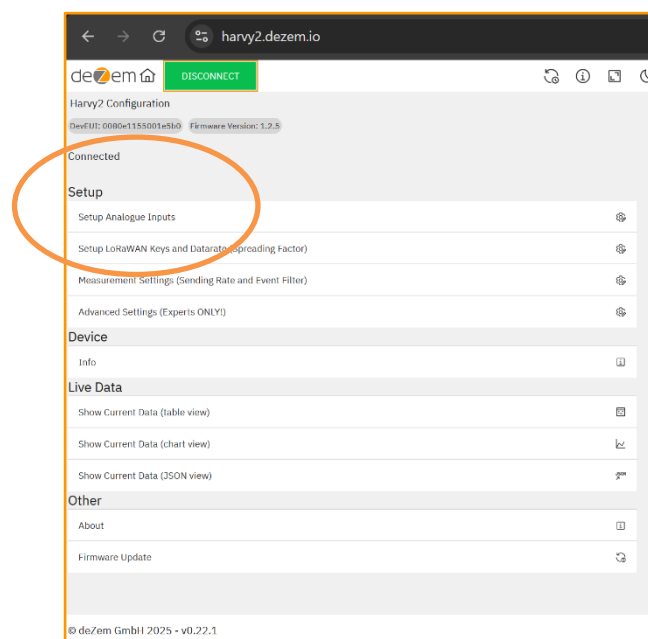 harvy2.dezem.io
deZem DISCONNECT
Harvy2 Configuration
DevEUI: 0080e1155001e5b0 Firmware Version: 1.2.5
Connected
Setup
Setup Analogue Inputs
Setup LoRaWAN Keys and Datarate (Spreading Factor)
Measurement Settings (Sending Rate and Event Filter)
Advanced Settings (Experts ONLY!)
Device
Info
Live Data
Show Current Data (table view)
Show Current Data (chart view)
Show Current Data (JSON view)
Other
About
Firmware Update
© deZem GmbH 2025 - v0.22.1